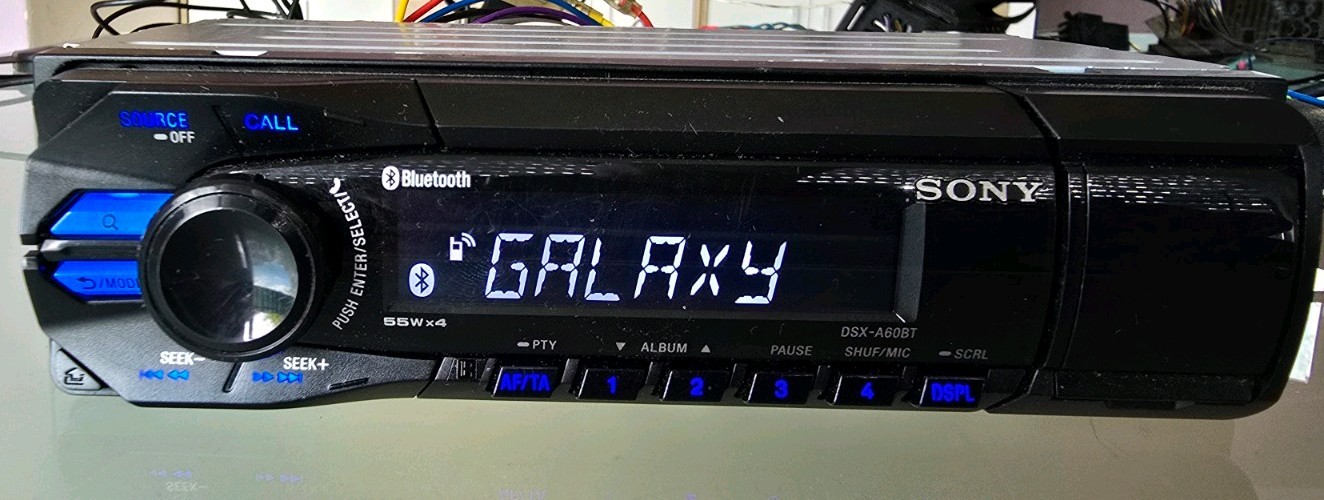 SOURCE
OFF
CALL
Bluetooth
SONY
PUSH ENTER/SELECT/
GALAXY
55W×4
DSX-A60BT
PTY
ALBUM
PAUSE
SHUF/MIC
SCRL
SEEK-
SEEK+
AF/TA
1
2
3
4
DSPL